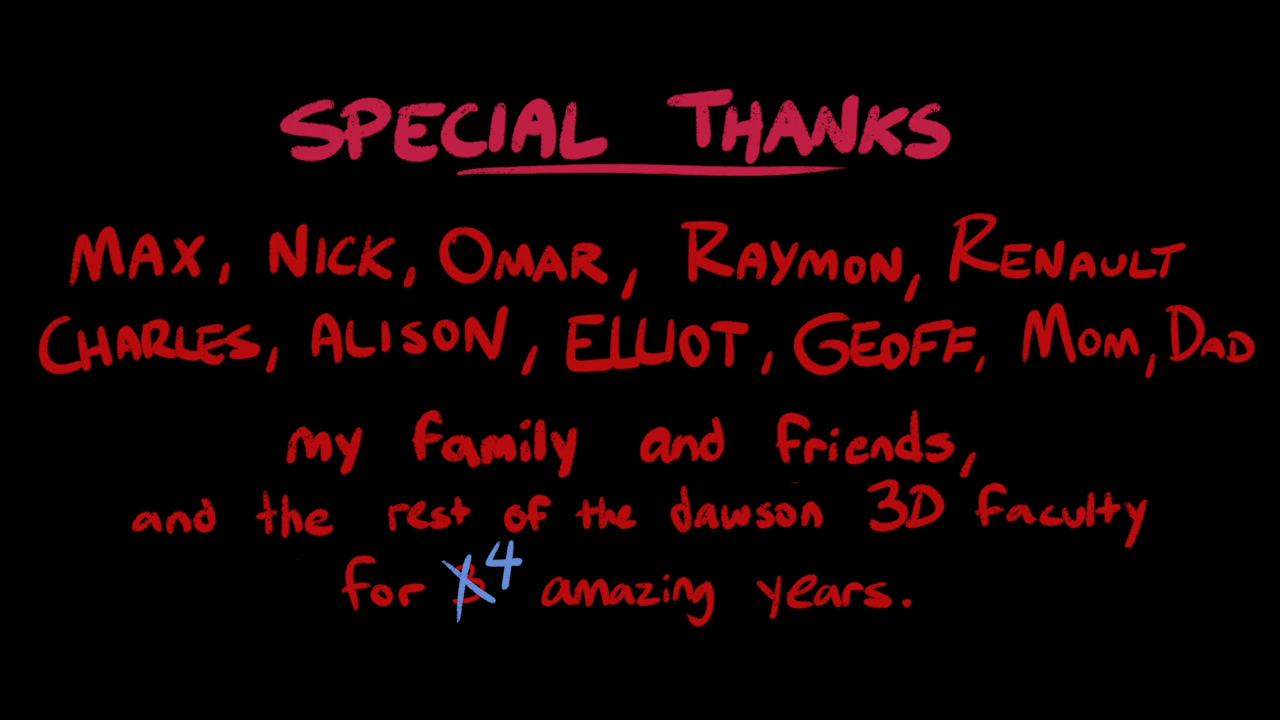 SPECIAL THANKS
MAX, NICK, OMAR, RAYMON, RENAULT
CHARLES, ALISON, ELLIOT, GEOFF, MOM, DAD
my family and friends,
and the rest of the dawson 3D faculty
for 3 4 amazing years.